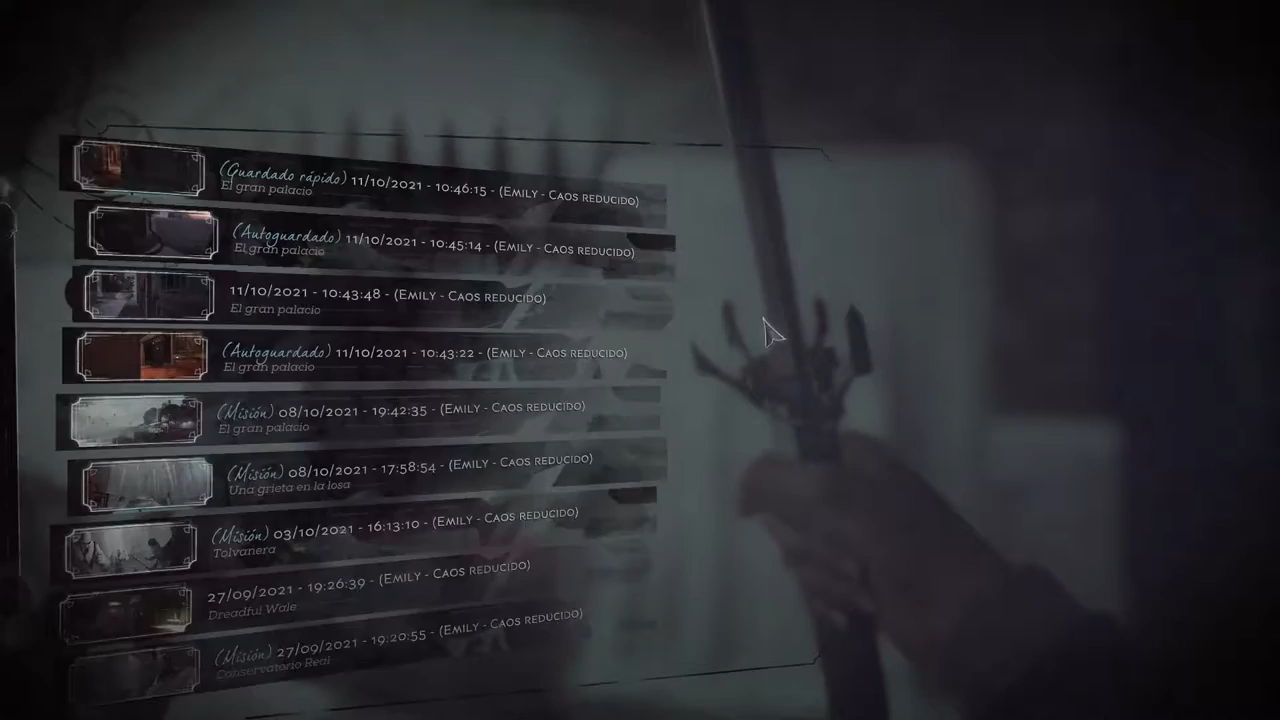 (Guardado rápido) 11/10/2021 - 10:46:15 - (EMILY - CAOS REDUCIDO)
El gran palacio
(Autoguardado) 11/10/2021 - 10:45:14 - (EMILY - CAOS REDUCIDO)
El gran palacio
11/10/2021 - 10:43:48 - (EMILY - CAOS REDUCIDO)
El gran palacio
(Autoguardado) 11/10/2021 - 10:43:22 - (EMILY - CAOS REDUCIDO)
El gran palacio
(Misión) 08/10/2021 - 19:42:35 - (EMILY - CAOS REDUCIDO)
El gran palacio
(Misión) 08/10/2021 - 17:58:54 - (EMILY - CAOS REDUCIDO)
Una grieta en la losa
(Misión) 03/10/2021 - 16:13:10 - (EMILY - CAOS REDUCIDO)
Tolvanera
27/09/2021 - 19:26:39 - (EMILY - CAOS REDUCIDO)
Dreadful Wale
(Misión) 27/09/2021 - 19:20:55 - (EMILY - CAOS REDUCIDO)
Conservatorio Real